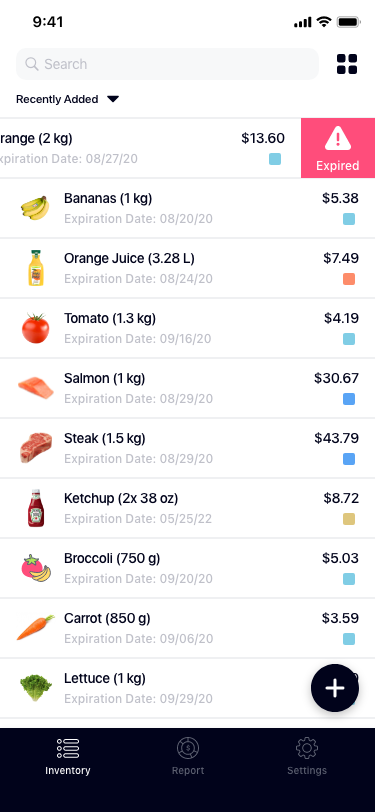 9:41
Search
Recently Added
range (2 kg)
$13.60
xpiration Date: 08/27/20
Expired
Bananas (1 kg)
$5.38
Expiration Date: 08/20/20
Orange Juice (3.28 L)
$7.49
Expiration Date: 08/24/20
Tomato (1.3 kg)
$4.19
Expiration Date: 09/16/20
Salmon (1 kg)
$30.67
Expiration Date: 08/29/20
Steak (1.5 kg)
$43.79
Expiration Date: 08/29/20
Ketchup (2x 38 oz)
$8.72
Expiration Date: 05/25/22
Broccoli (750 g)
$5.03
Expiration Date: 09/20/20
Carrot (850 g)
$3.59
Expiration Date: 09/06/20
Lettuce (1 kg)
Expiration Date: 09/29/20
Inventory
Report
Settings